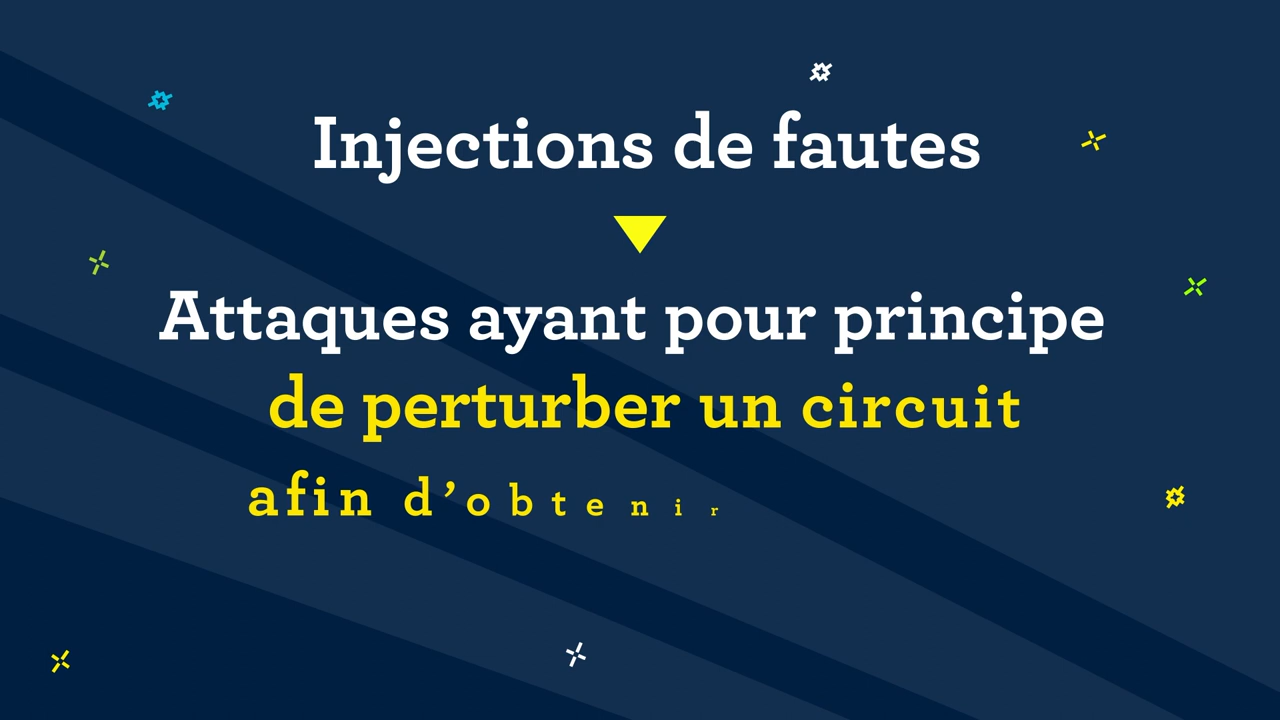 Injections de fautes
Attaques ayant pour principe
de perturber un circuit
afin d’obtenir